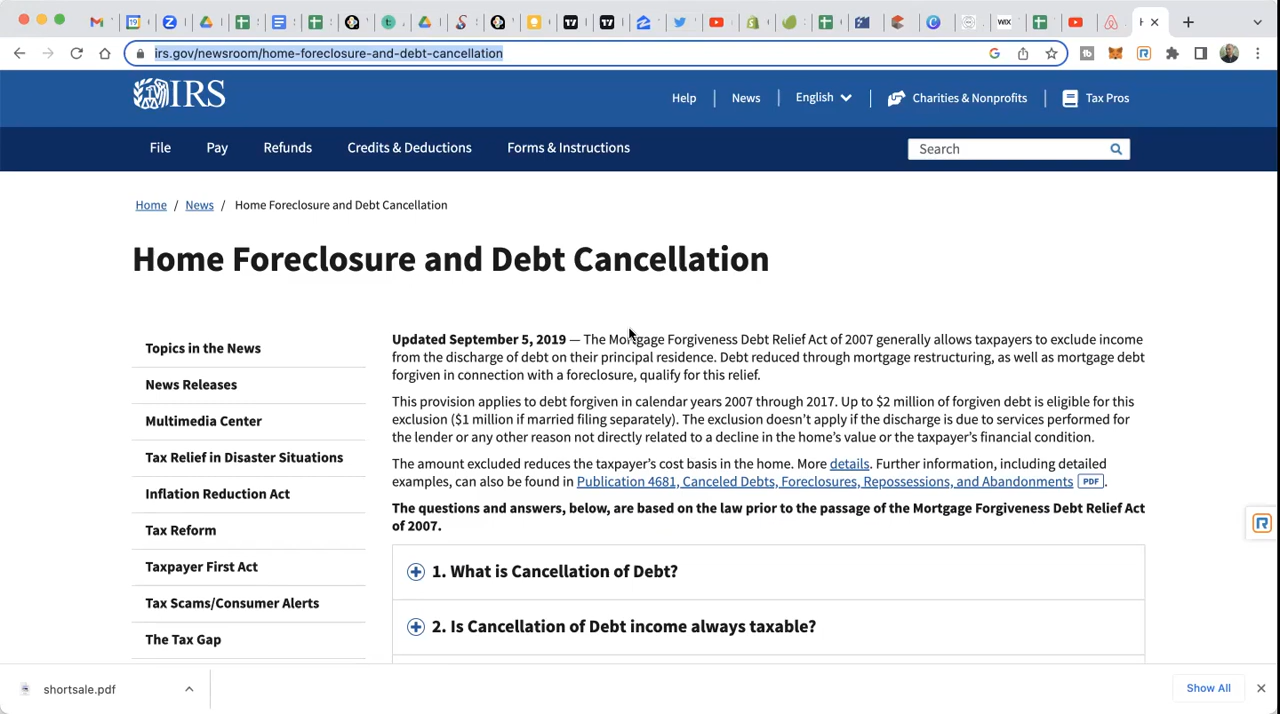 irs.gov/newsroom/home-foreclosure-and-debt-cancellation
IRS
Help
News
English
Charities & Nonprofits
Tax Pros
File
Pay
Refunds
Credits & Deductions
Forms & Instructions
Search
Home / News / Home Foreclosure and Debt Cancellation
Home Foreclosure and Debt Cancellation
Topics in the News
News Releases
Multimedia Center
Tax Relief in Disaster Situations
Inflation Reduction Act
Tax Reform
Taxpayer First Act
Tax Scams/Consumer Alerts
The Tax Gap
Updated September 5, 2019 — The Mortgage Forgiveness Debt Relief Act of 2007 generally allows taxpayers to exclude income
from the discharge of debt on their principal residence. Debt reduced through mortgage restructuring, as well as mortgage debt
forgiven in connection with a foreclosure, qualify for this relief.
This provision applies to debt forgiven in calendar years 2007 through 2017. Up to $2 million of forgiven debt is eligible for this
exclusion ($1 million if married filing separately). The exclusion doesn’t apply if the discharge is due to services performed for
the lender or any other reason not directly related to a decline in the home’s value or the taxpayer’s financial condition.
The amount excluded reduces the taxpayer’s cost basis in the home. More details. Further information, including detailed
examples, can also be found in Publication 4681, Canceled Debts, Foreclosures, Repossessions, and Abandonments PDF.
The questions and answers, below, are based on the law prior to the passage of the Mortgage Forgiveness Debt Relief Act
of 2007.
1. What is Cancellation of Debt?
2. Is Cancellation of Debt income always taxable?
shortsale.pdf
Show All